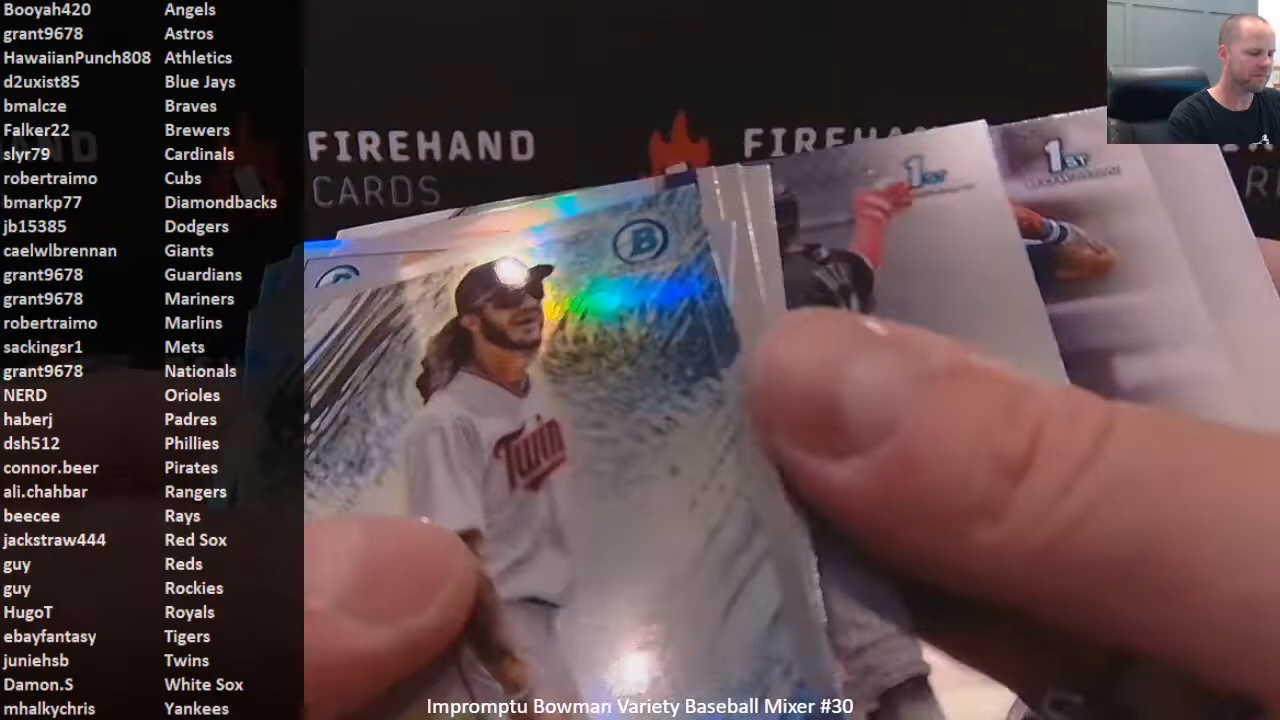 Booyah420 Angels
grant9678 Astros
HawaiianPunch808 Athletics
d2uxist85 Blue Jays
bmalcze Braves
Falker22 Brewers
slyr79 Cardinals
robertraimo Cubs
bmarkp77 Diamondbacks
jb15385 Dodgers
caelwlbrennan Giants
grant9678 Guardians
grant9678 Mariners
robertraimo Marlins
sackingsr1 Mets
grant9678 Nationals
NERD Orioles
haberj Padres
dsh512 Phillies
connor.beer Pirates
ali.chahbar Rangers
beecee Rays
jackstraw444 Red Sox
guy Reds
guy Rockies
HugoT Royals
ebayfantasy Tigers
juniehsb Twins
Damon.S White Sox
mhalkychris Yankees
FIREHAND
CARDS
FIREH
1ST
1ST
BOWMAN
B
Twin
Impromptu Bowman Variety Baseball Mixer #30